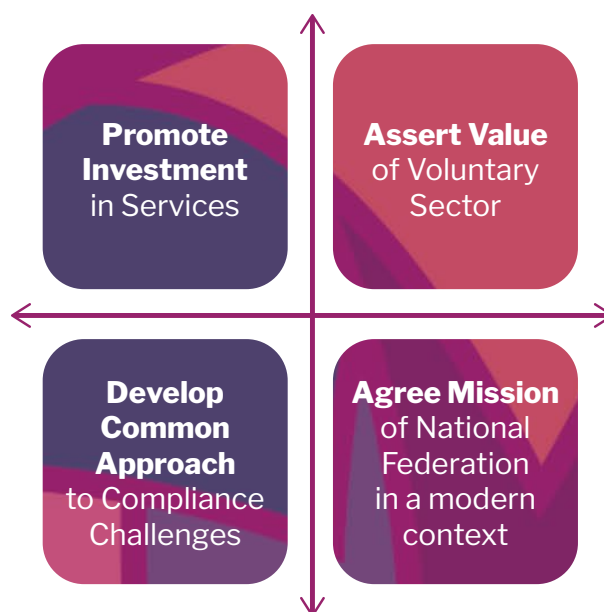 Promote
Investment
in Services
Assert Value
of Voluntary
Sector
Develop
Common
Approach
to Compliance
Challenges
Agree Mission
of National
Federation
in a modern
context